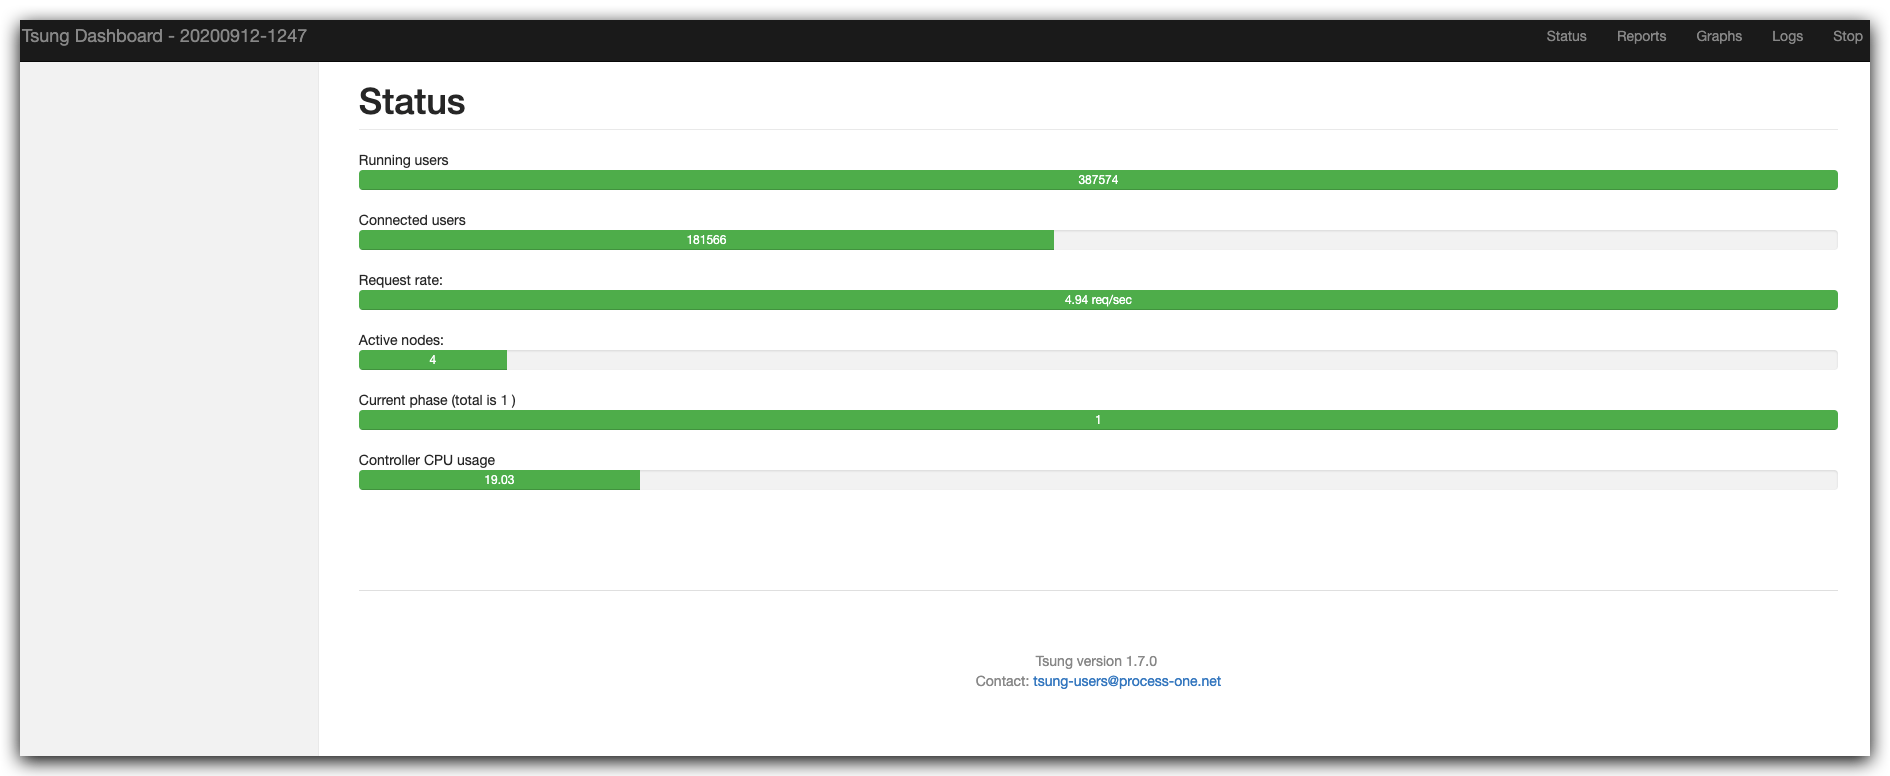 Tsung Dashboard - 20200912-1247 Status Reports Graphs Logs Stop
Status
Running users
387574
Connected users
181566
Request rate:
4.94 req/sec
Active nodes:
4
Current phase (total is 1 )
1
Controller CPU usage
19.03
Tsung version 1.7.0
Contact: tsung-users@process-one.net